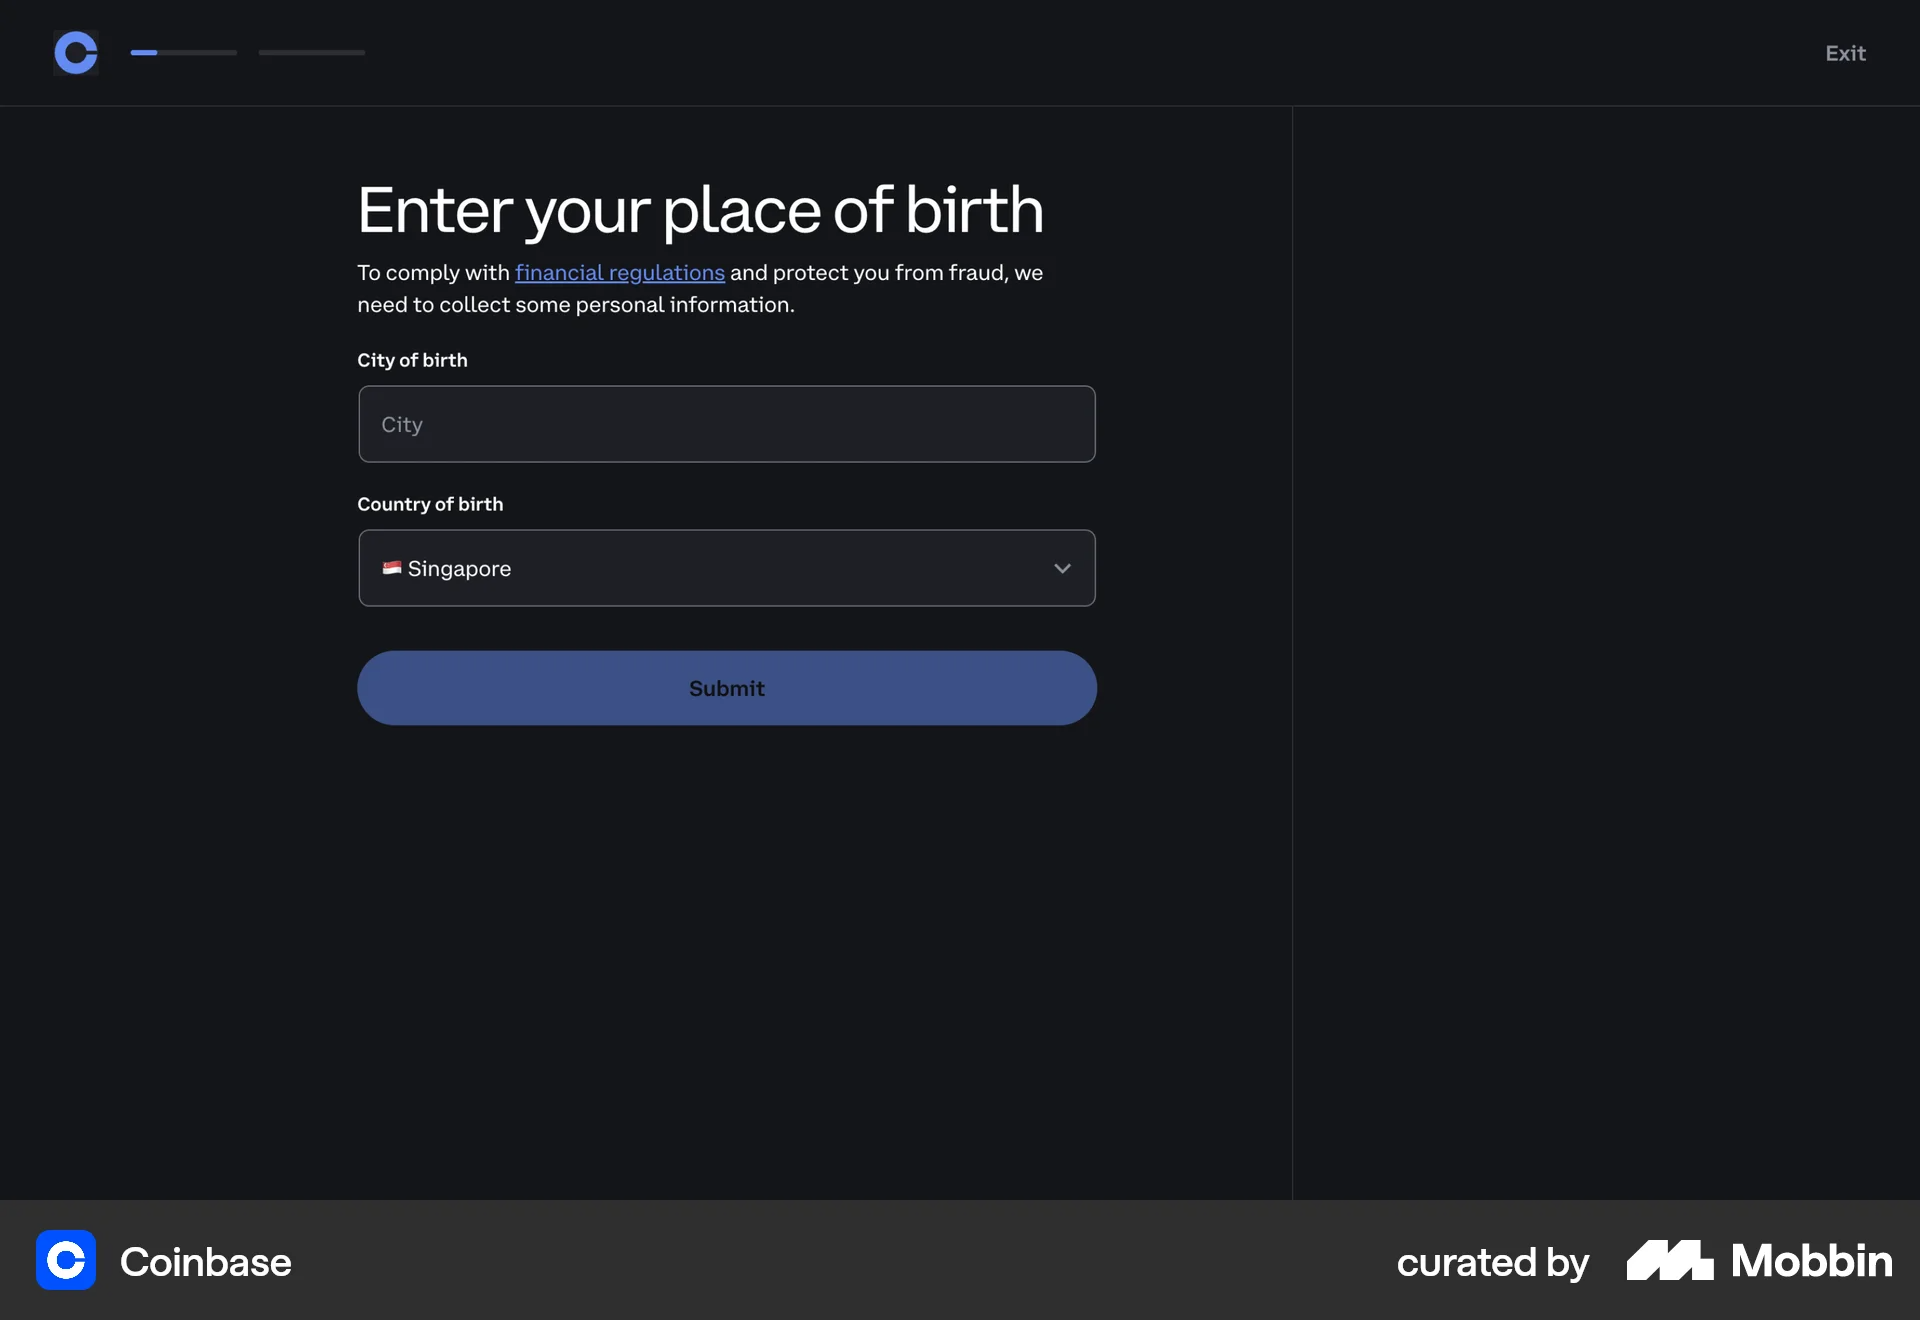 Exit
Enter your place of birth
To comply with financial regulations and protect you from fraud, we
need to collect some personal information.
City of birth
City
Country of birth
Singapore
Submit
Coinbase
curated by Mobbin